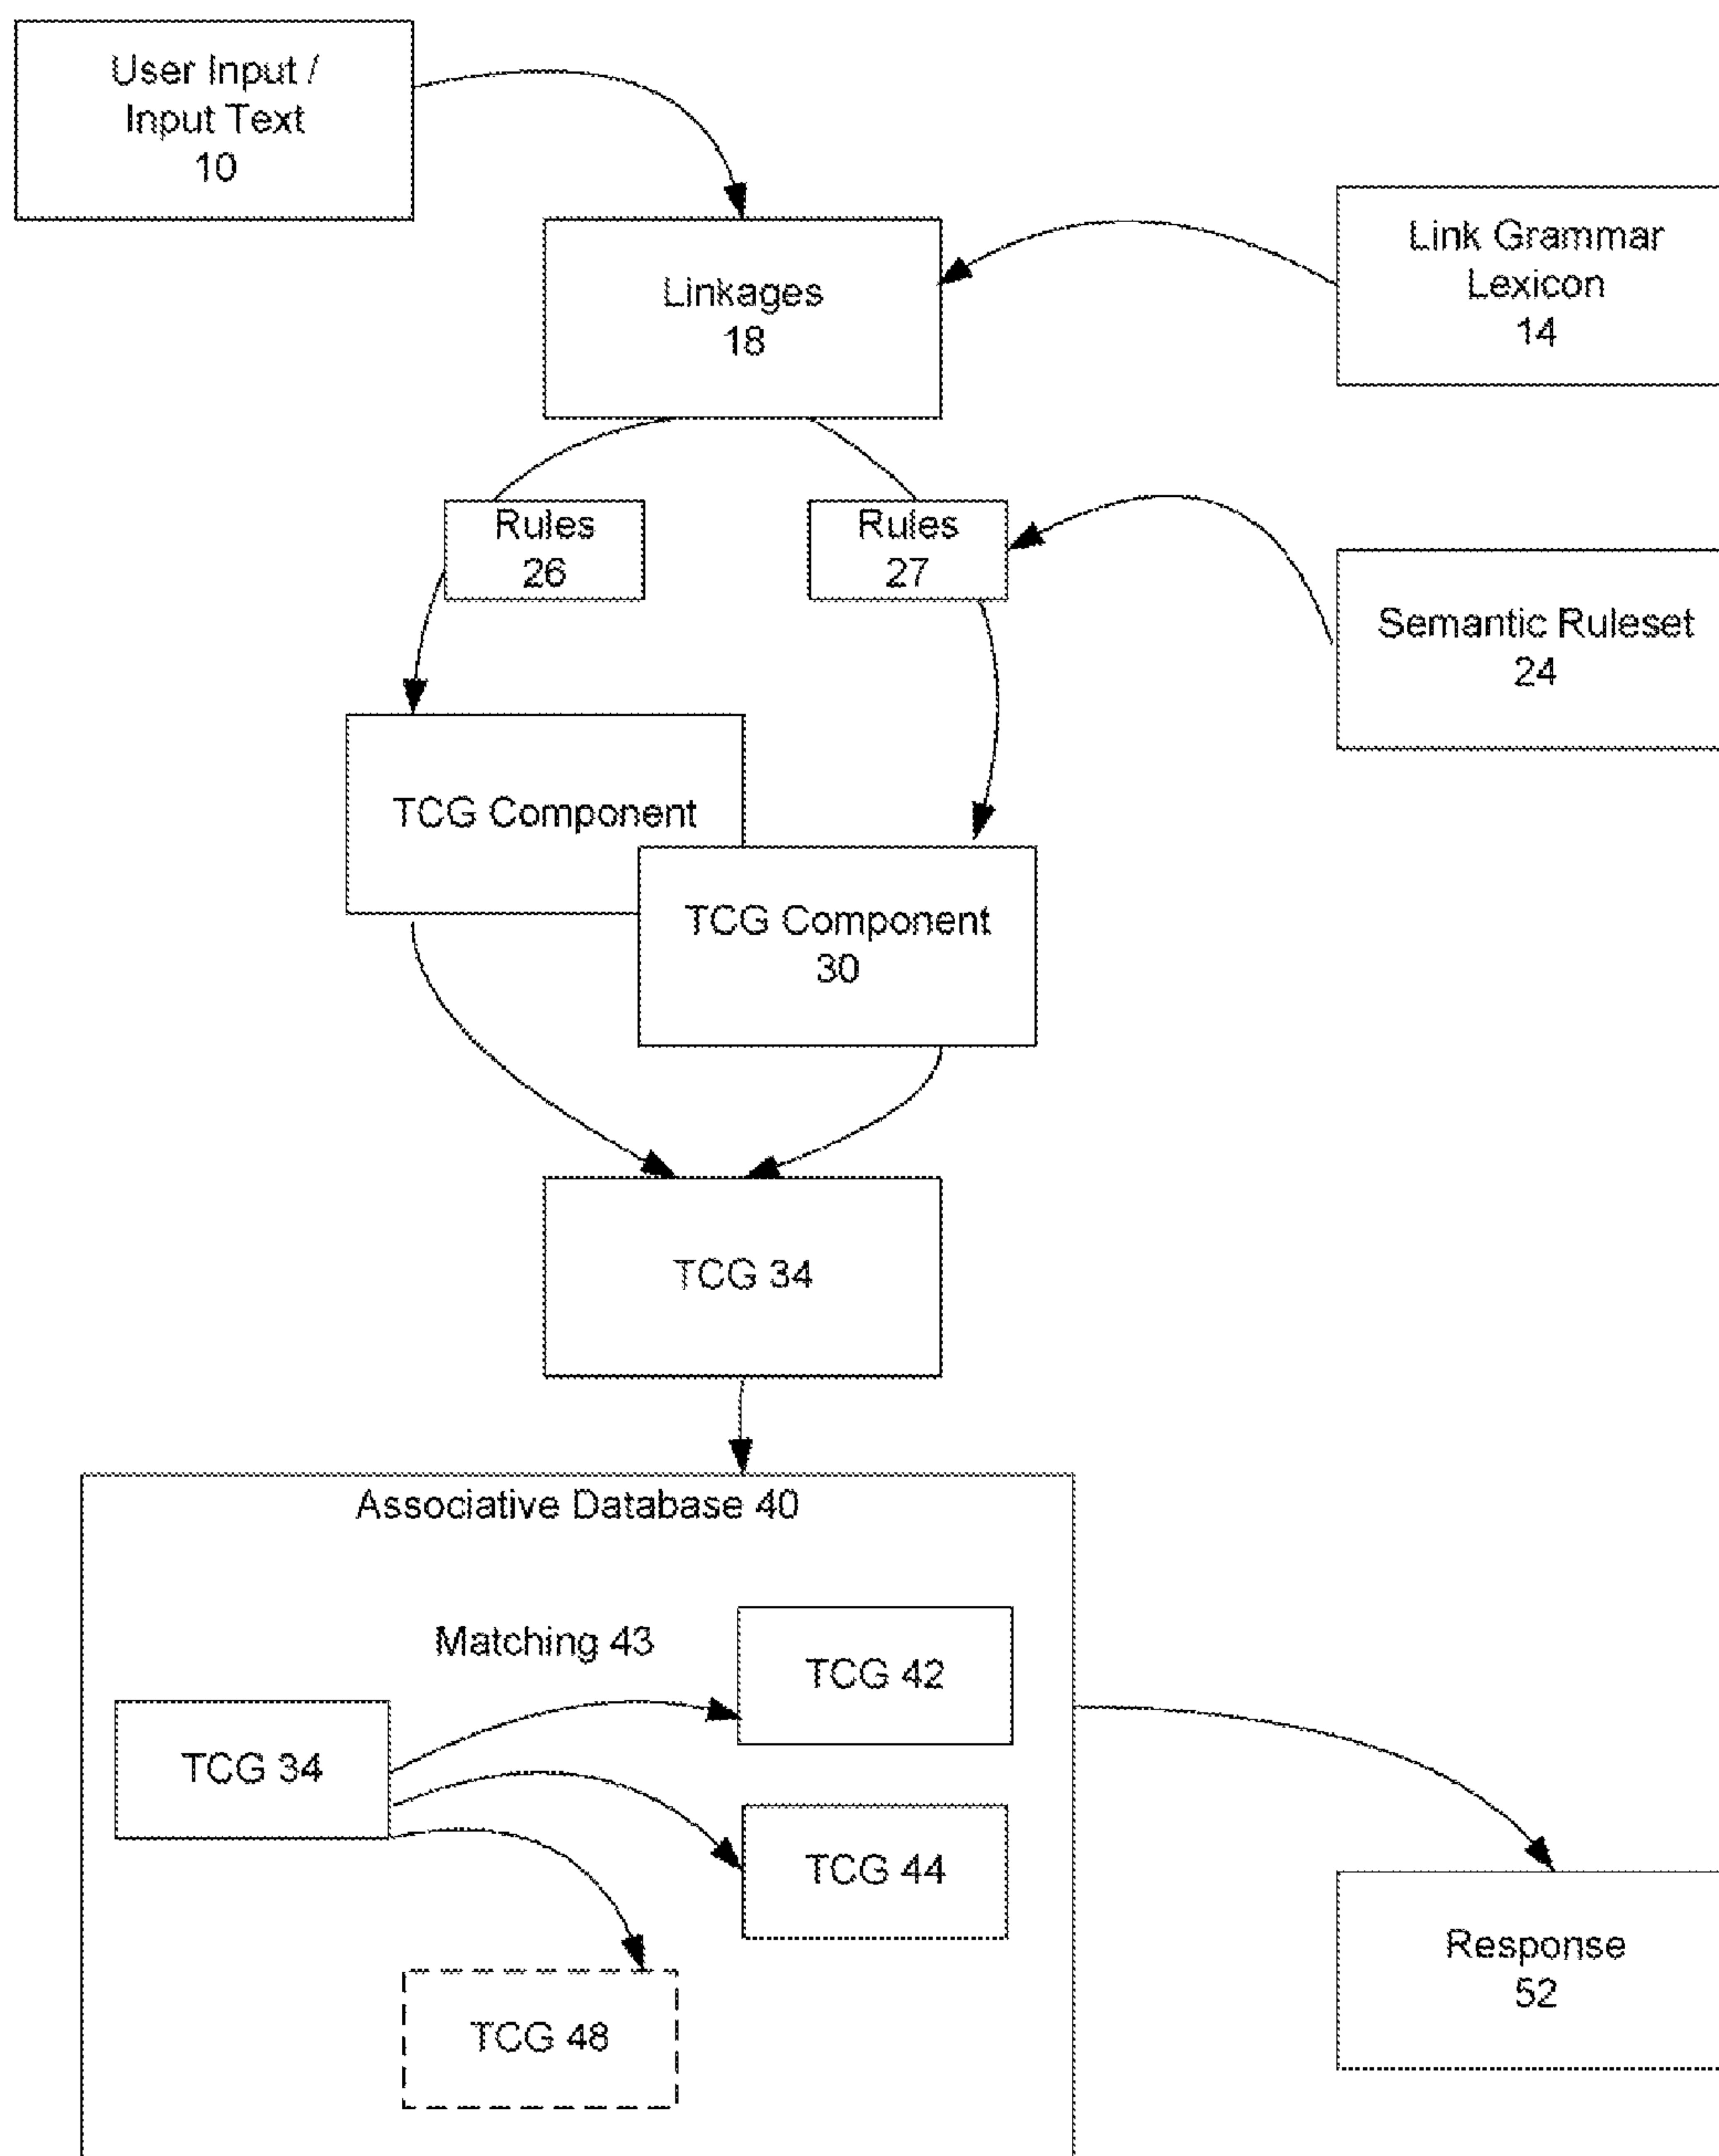 User Input /
Input Text
10
Linkages
18
Link Grammar
Lexicon
14
Rules
26
Rules
27
Semantic Ruleset
24
TCG Component
TCG Component
30
TCG 34
Associative Database 40
Matching 43
TCG 42
TCG 34
TCG 44
TCG 48
Response
52